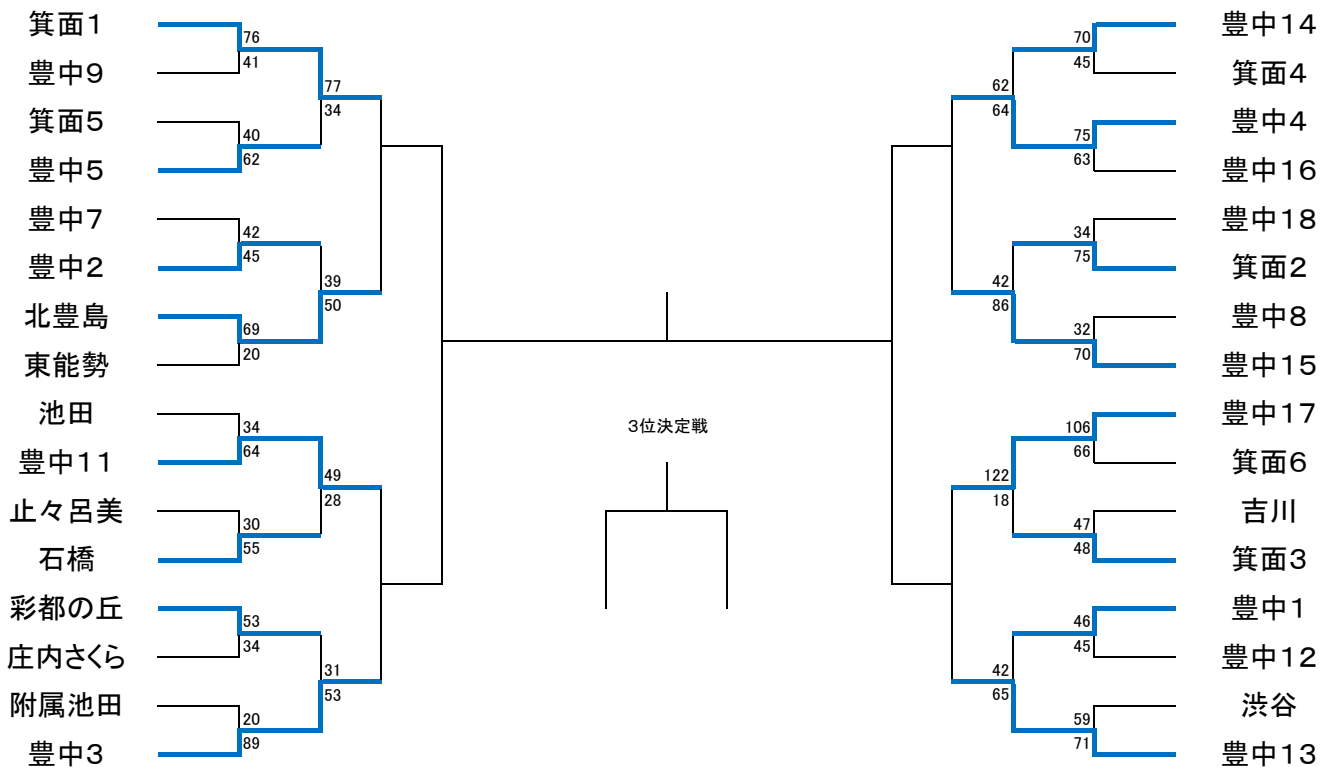 箕面1
豊中9
箕面5
豊中5
豊中7
豊中2
北豊島
東能勢
池田
豊中11
止々呂美
石橋
彩都の丘
庄内さくら
附属池田
豊中3
76
41
40
62
42
45
69
20
34
64
30
55
53
34
20
89
77
34
39
50
49
28
31
53
3位決定戦
62
64
42
86
122
18
42
65
70
45
75
63
34
75
32
70
106
66
47
48
46
45
59
71
豊中14
箕面4
豊中4
豊中16
豊中18
箕面2
豊中8
豊中15
豊中17
箕面6
吉川
箕面3
豊中1
豊中12
渋谷
豊中13